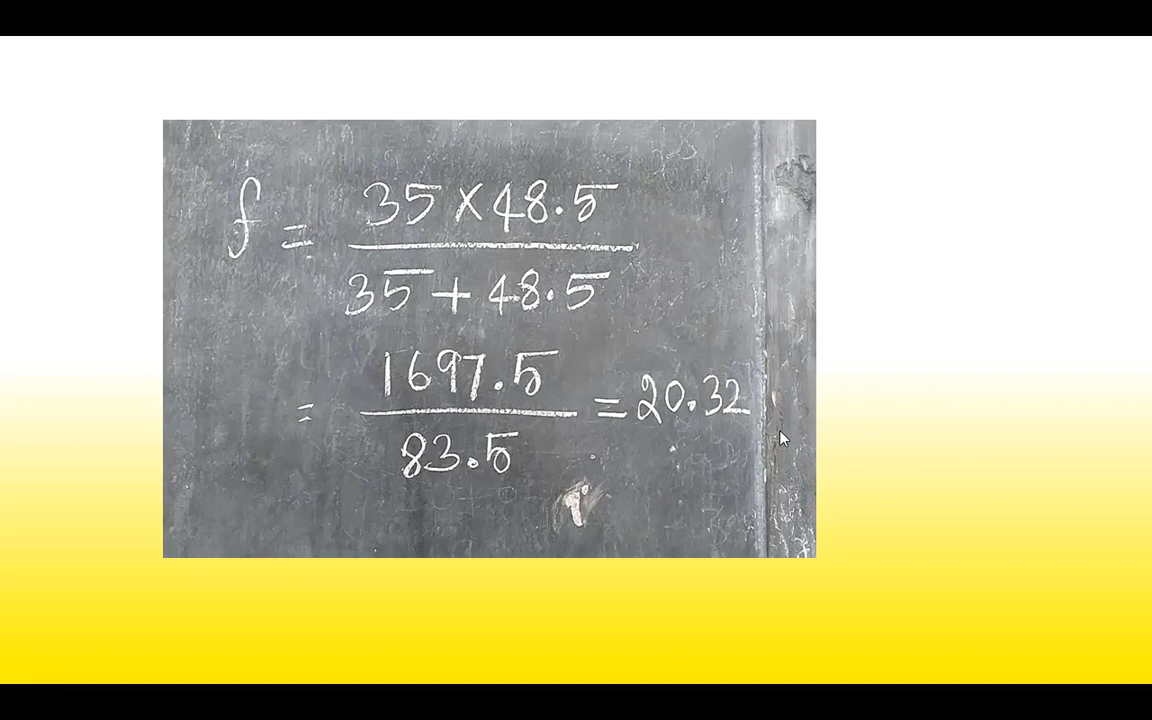 f = 35 × 48.5 / 35 + 48.5
= 1697.5 / 83.5 = 20.32